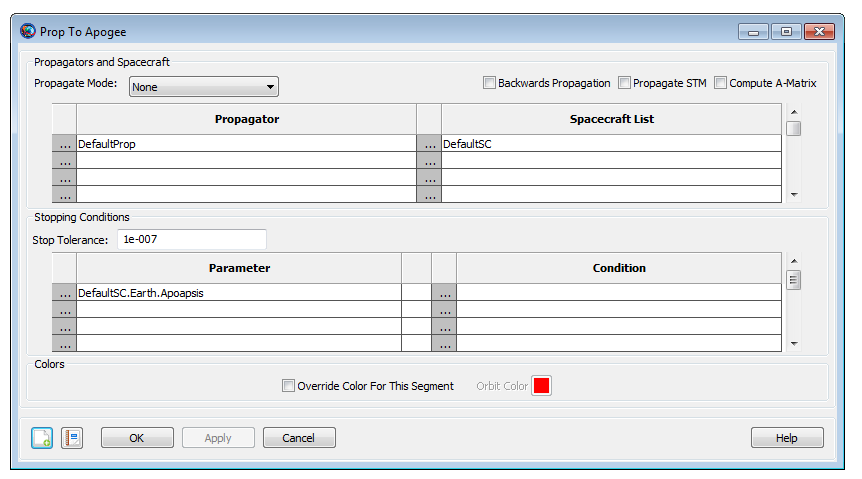 Prop To Apogee
Propagators and Spacecraft
Propagate Mode: None Backwards Propagation Propagate STM Compute A-Matrix
Propagator Spacecraft List
... DefaultProp ... DefaultSC
... ...
... ...
... ...
Stopping Conditions
Stop Tolerance: 1e-007
Parameter Condition
... DefaultSC.Earth.Apoapsis ...
... ...
... ...
... ...
Colors
Override Color For This Segment Orbit Color
OK Apply Cancel Help